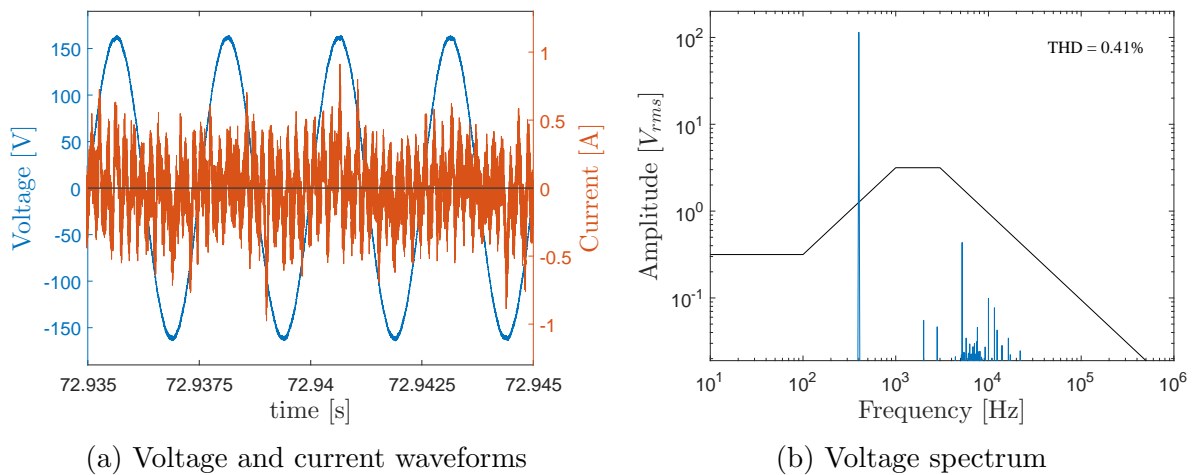 150
100
50
0
-50
-100
-150
Voltage [V]
1
0.5
0
-0.5
-1
Current [A]
72.935 72.9375 72.94 72.9425 72.945
time [s]
(a) Voltage and current waveforms
THD = 0.41%
10²
10¹
10⁰
10⁻¹
Amplitude [V_rms]
10¹ 10² 10³ 10⁴ 10⁵ 10⁶
Frequency [Hz]
(b) Voltage spectrum